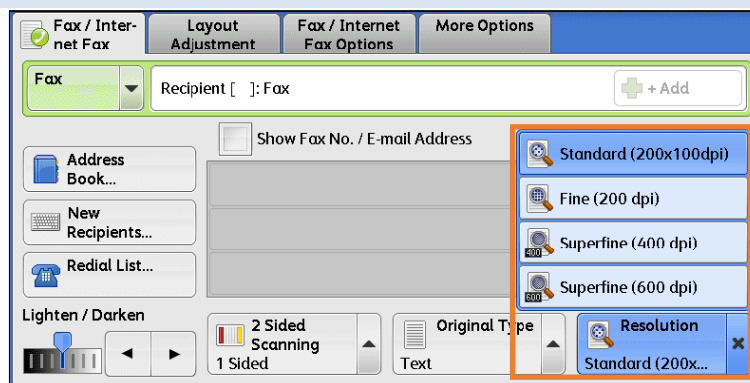 Fax / Inter-
net Fax
Layout
Adjustment
Fax / Internet
Fax Options
More Options
Fax
Recipient [ ]: Fax
+ Add
Show Fax No. / E-mail Address
Address
Book...
New
Recipients...
Redial List...
Standard (200x100dpi)
Fine (200 dpi)
400
Superfine (400 dpi)
600
Superfine (600 dpi)
Lighten / Darken
2 Sided
Scanning
1 Sided
Original Type
Text
Resolution
Standard (200x...